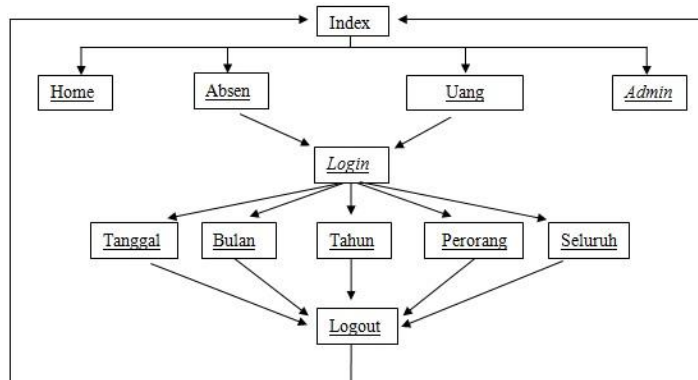 Index
Home
Absen
Uang
Admin
Login
Tanggal
Bulan
Tahun
Perorang
Seluruh
Logout